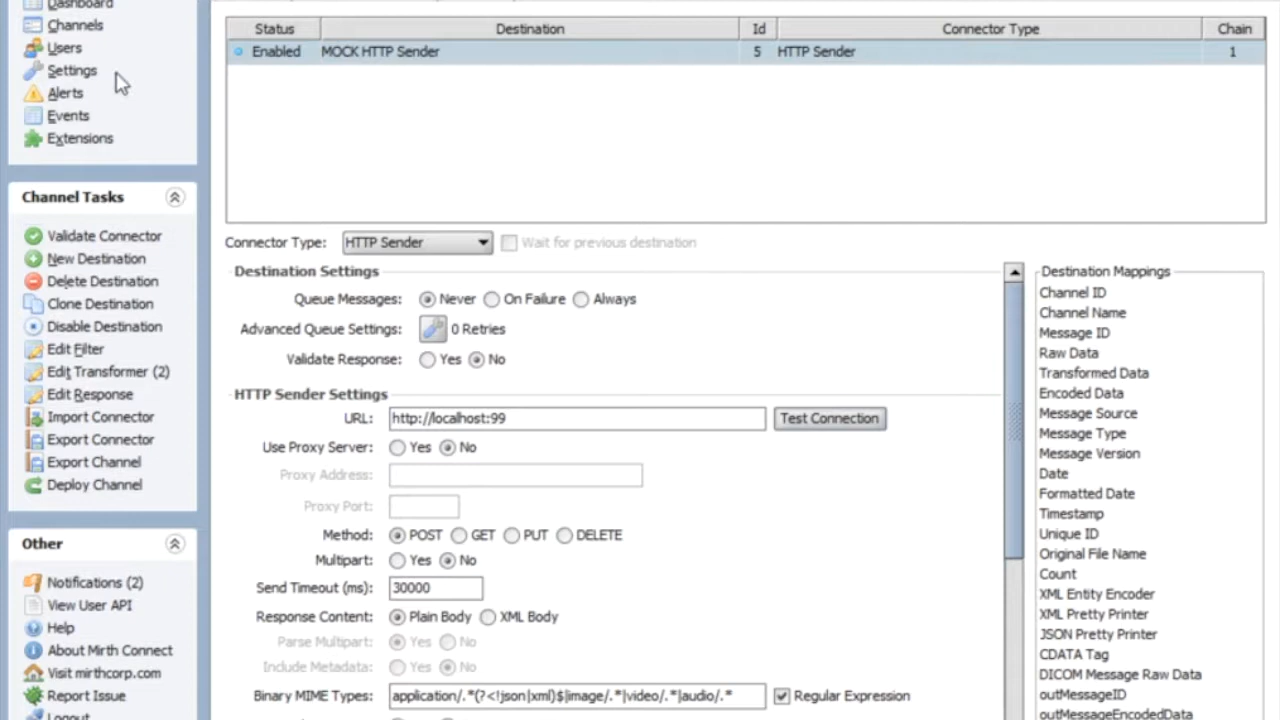 Dashboard
Channels
Users
Settings
Alerts
Events
Extensions
Channel Tasks
Validate Connector
New Destination
Delete Destination
Clone Destination
Disable Destination
Edit Filter
Edit Transformer (2)
Edit Response
Import Connector
Export Connector
Export Channel
Deploy Channel
Other
Notifications (2)
View User API
Help
About Mirth Connect
Visit mirthcorp.com
Report Issue
Logout
Status Destination Id Connector Type Chain
Enabled MOCK HTTP Sender 5 HTTP Sender 1
Connector Type: HTTP Sender Wait for previous destination
Destination Settings
Queue Messages: Never On Failure Always
Advanced Queue Settings: 0 Retries
Validate Response: Yes No
HTTP Sender Settings
URL: http://localhost:99 Test Connection
Use Proxy Server: Yes No
Proxy Address:
Proxy Port:
Method: POST GET PUT DELETE
Multipart: Yes No
Send Timeout (ms): 30000
Response Content: Plain Body XML Body
Parse Multipart: Yes No
Include Metadata: Yes No
Binary MIME Types: application/.*(?<!json|xml)$|image/.*|video/.*|audio/.* Regular Expression
Destination Mappings
Channel ID
Channel Name
Message ID
Raw Data
Transformed Data
Encoded Data
Message Source
Message Type
Message Version
Date
Formatted Date
Timestamp
Unique ID
Original File Name
Count
XML Entity Encoder
XML Pretty Printer
JSON Pretty Printer
CDATA Tag
DICOM Message Raw Data
outMessageID
outMessageEncodedData